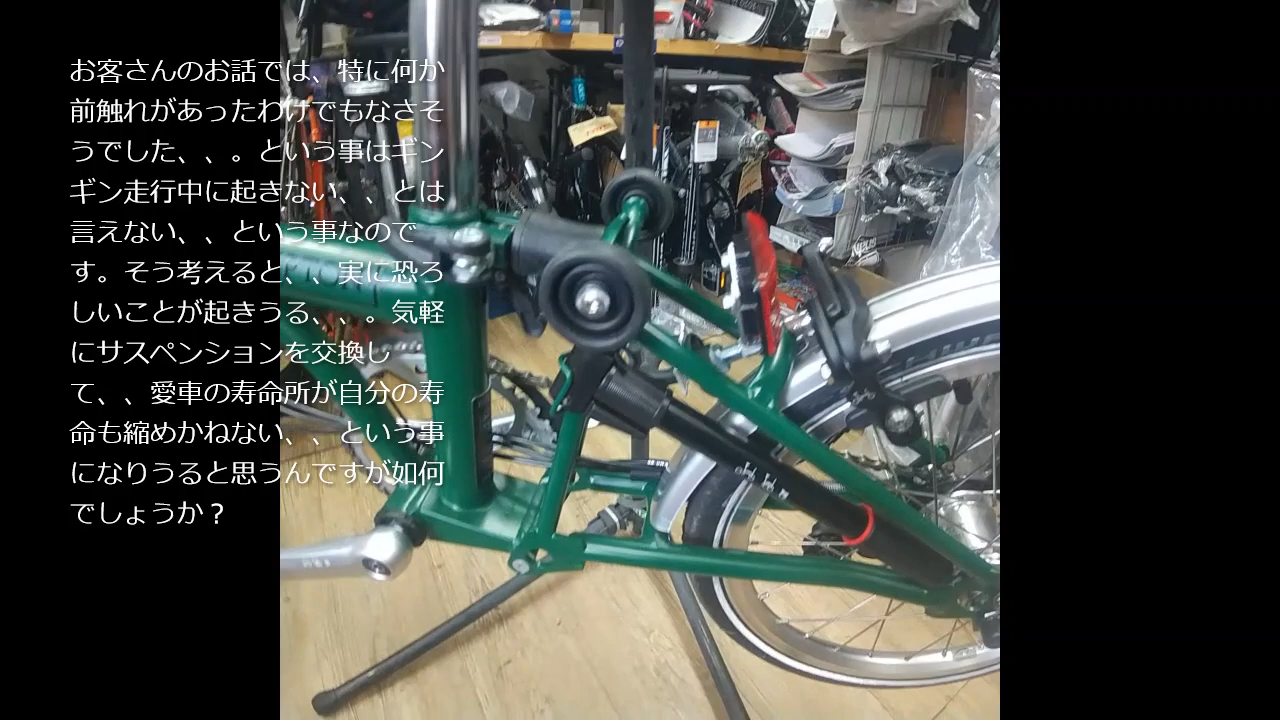 お客さんのお話では、特に何か
前触れがあったわけでもなさそ
うでした、、。という事はギン
ギン走行中に起きない、、とは
言えない、、という事なので
す。そう考えると、、実に恐ろ
しいことが起きうる、、。気軽
にサスペンションを交換し
て、、愛車の寿命所が自分の寿
命も縮めかねない、、という事
になりうると思うんですが如何
でしょうか？